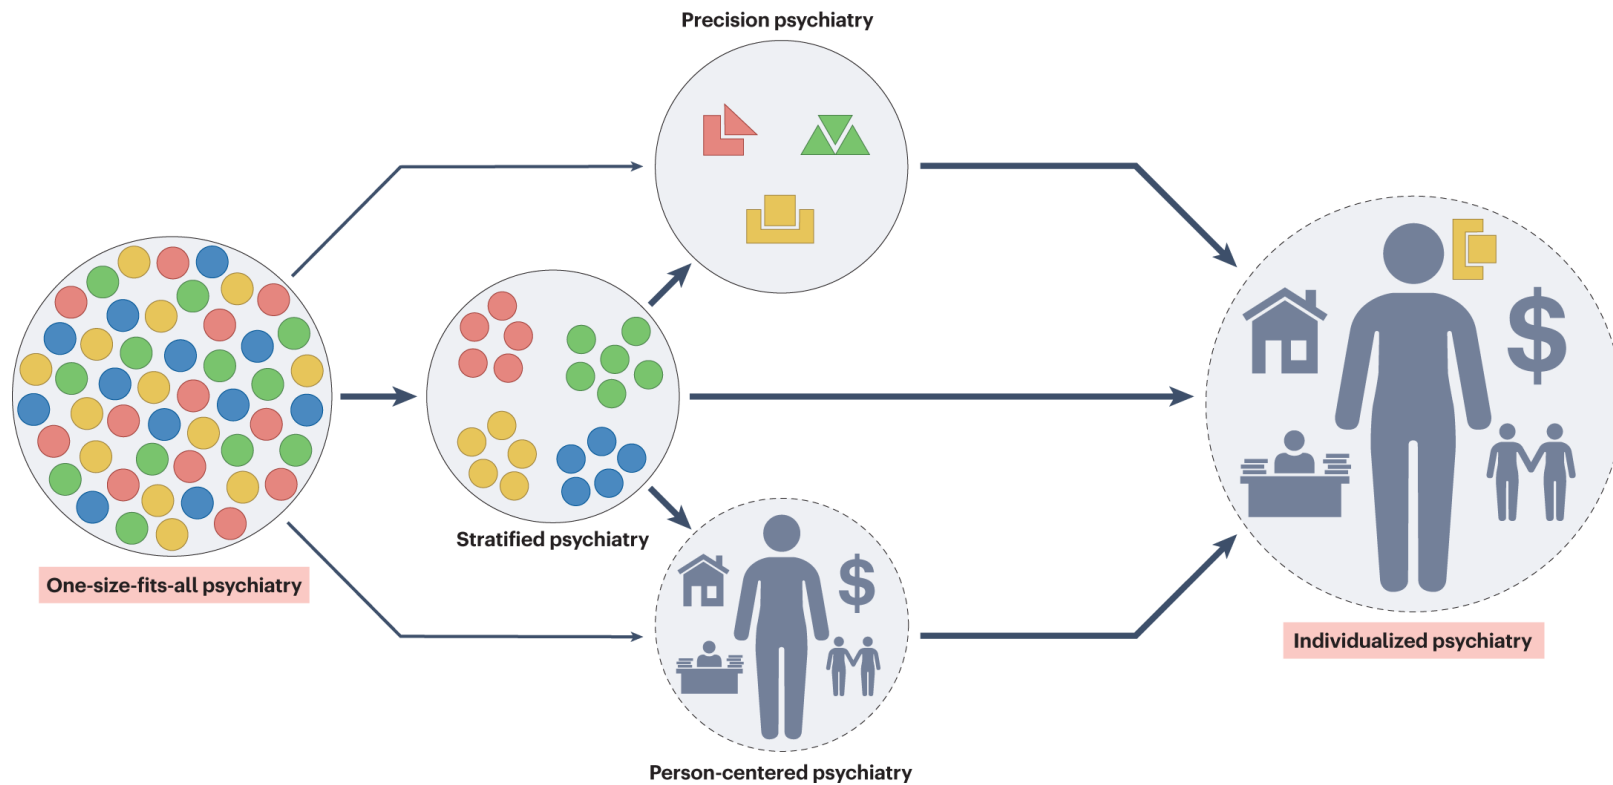 Precision psychiatry
Stratified psychiatry
One-size-fits-all psychiatry
$
$
Individualized psychiatry
Person-centered psychiatry